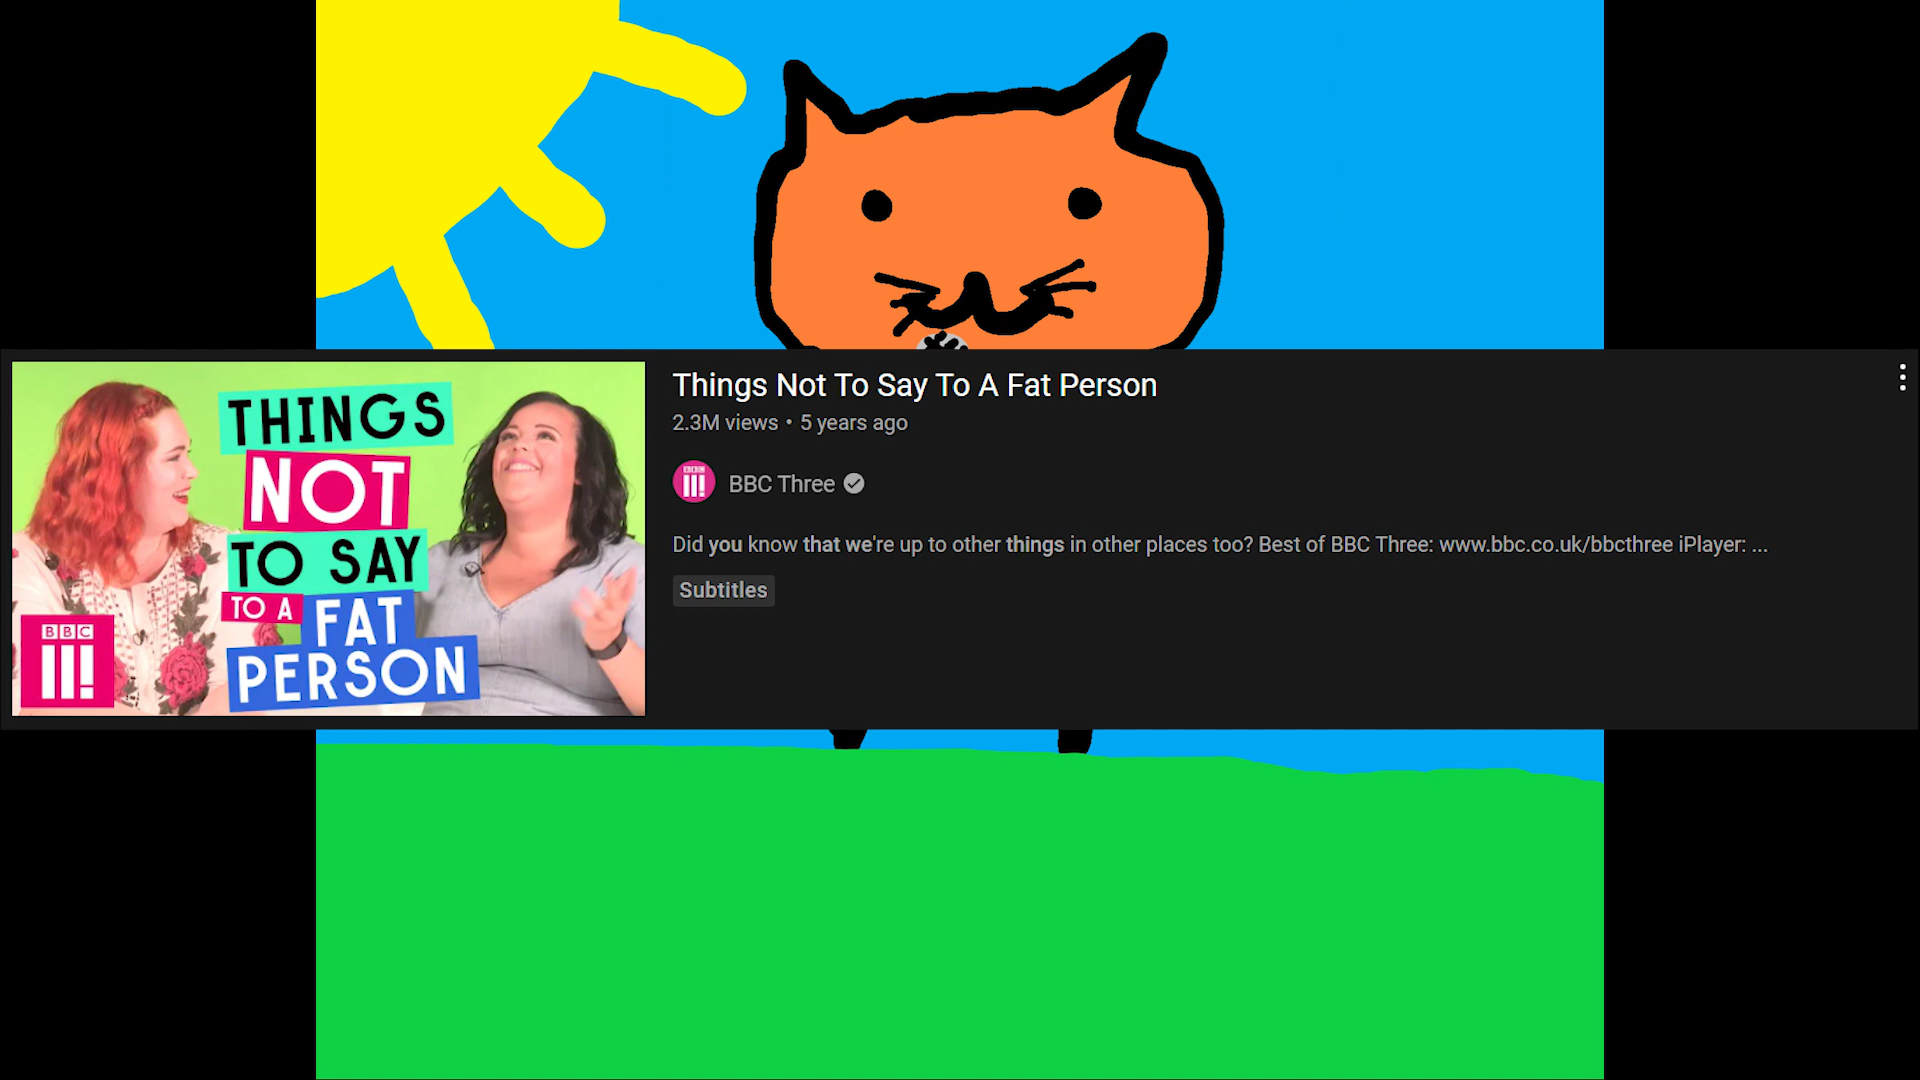 THINGS
NOT
TO SAY
TO A FAT
PERSON
BBC
Things Not To Say To A Fat Person
2.3M views • 5 years ago
BBC Three
Did you know that we're up to other things in other places too? Best of BBC Three: www.bbc.co.uk/bbcthree iPlayer: ...
Subtitles